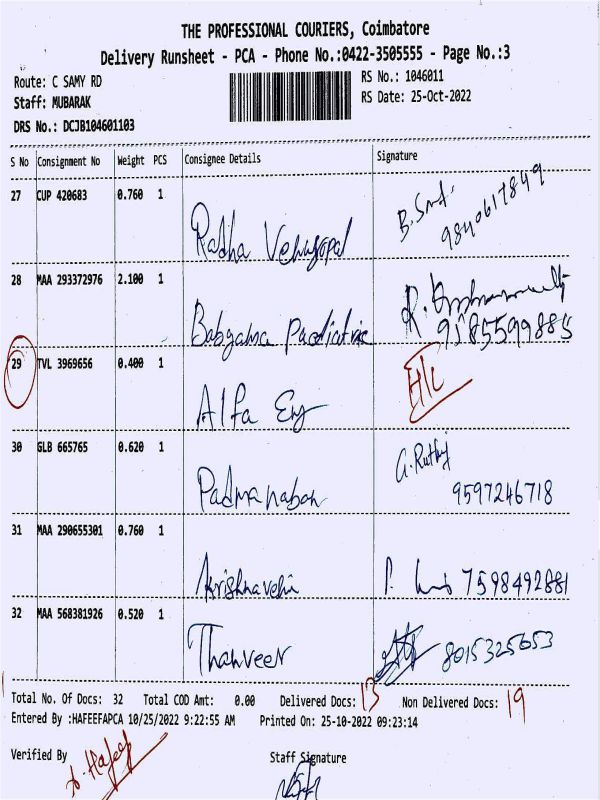 THE PROFESSIONAL COURIERS, Coimbatore
Delivery Runsheet - PCA - Phone No.:0422-3505555 - Page No.:3
Route: C SAMY RD
RS No.: 1046011
Staff: MUBARAK
RS Date: 25-Oct-2022
DRS No.: DCJB104601103
S No Consignment No Weight PCS Consignee Details Signature
27 CUP 420683 0.760 1
Radha Venugopal 9840617849
28 MAA 293372976 2.100 1
Paediatric 9185599885
29 TVL 3969656 0.400 1
Alfa Eng
30 GLB 665765 0.620 1
Padmanaban 9597246718
31 MAA 290655301 0.760 1
Krishnaveni 7598492881
32 MAA 568381926 0.520 1
Thanveer 8015325653
Total No. Of Docs: 32 Total COD Amt: 0.00 Delivered Docs: 13 Non Delivered Docs: 19
Entered By :HAFEEFAPCA 10/25/2022 9:22:55 AM Printed On: 25-10-2022 09:23:14
Verified By Staff Signature